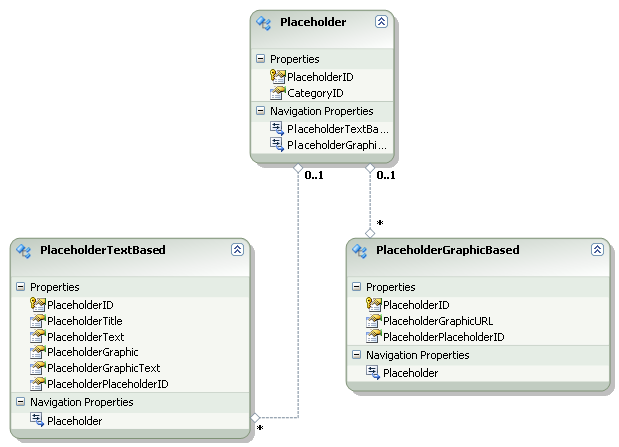 Placeholder
Properties
PlaceholderID
CategoryID
Navigation Properties
PlaceholderTextBa...
PlaceholderGraphi...
0..1
0..1
*
PlaceholderTextBased
Properties
PlaceholderID
PlaceholderTitle
PlaceholderText
PlaceholderGraphic
PlaceholderGraphicText
PlaceholderPlaceholderID
Navigation Properties
Placeholder
*
PlaceholderGraphicBased
Properties
PlaceholderID
PlaceholderGraphicURL
PlaceholderPlaceholderID
Navigation Properties
Placeholder